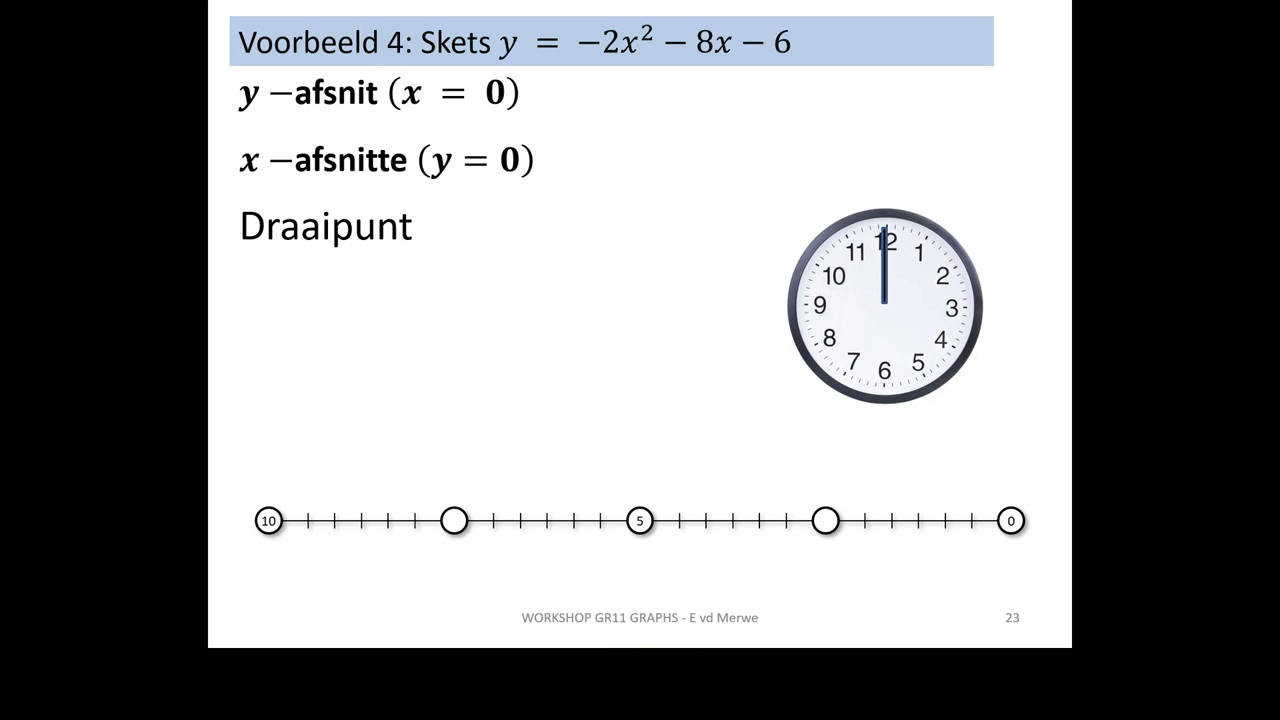 Voorbeeld 4: Skets 𝑦 = −2𝑥² − 8𝑥 − 6
𝒚 −afsnit (𝒙 = 𝟎)
𝒙 −afsnitte (𝒚 = 𝟎)
Draaipunt
12
11 1
10 2
9 3
8 4
7 5
6
10 5 0
WORKSHOP GR11 GRAPHS - E vd Merwe 23